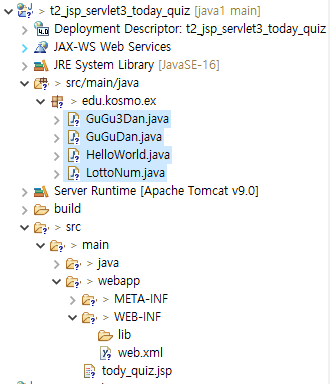 > t2_jsp_servlet3_today_quiz [java1 main]
> Deployment Descriptor: t2_jsp_servlet3_today_quiz
JAX-WS Web Services
JRE System Library [JavaSE-16]
> src/main/java
> edu.kosmo.ex
> GuGu3Dan.java
> GuGuDan.java
> HelloWorld.java
> LottoNum.java
Server Runtime [Apache Tomcat v9.0]
build
> src
> main
> java
> webapp
> META-INF
> WEB-INF
lib
web.xml
tody_quiz.jsp